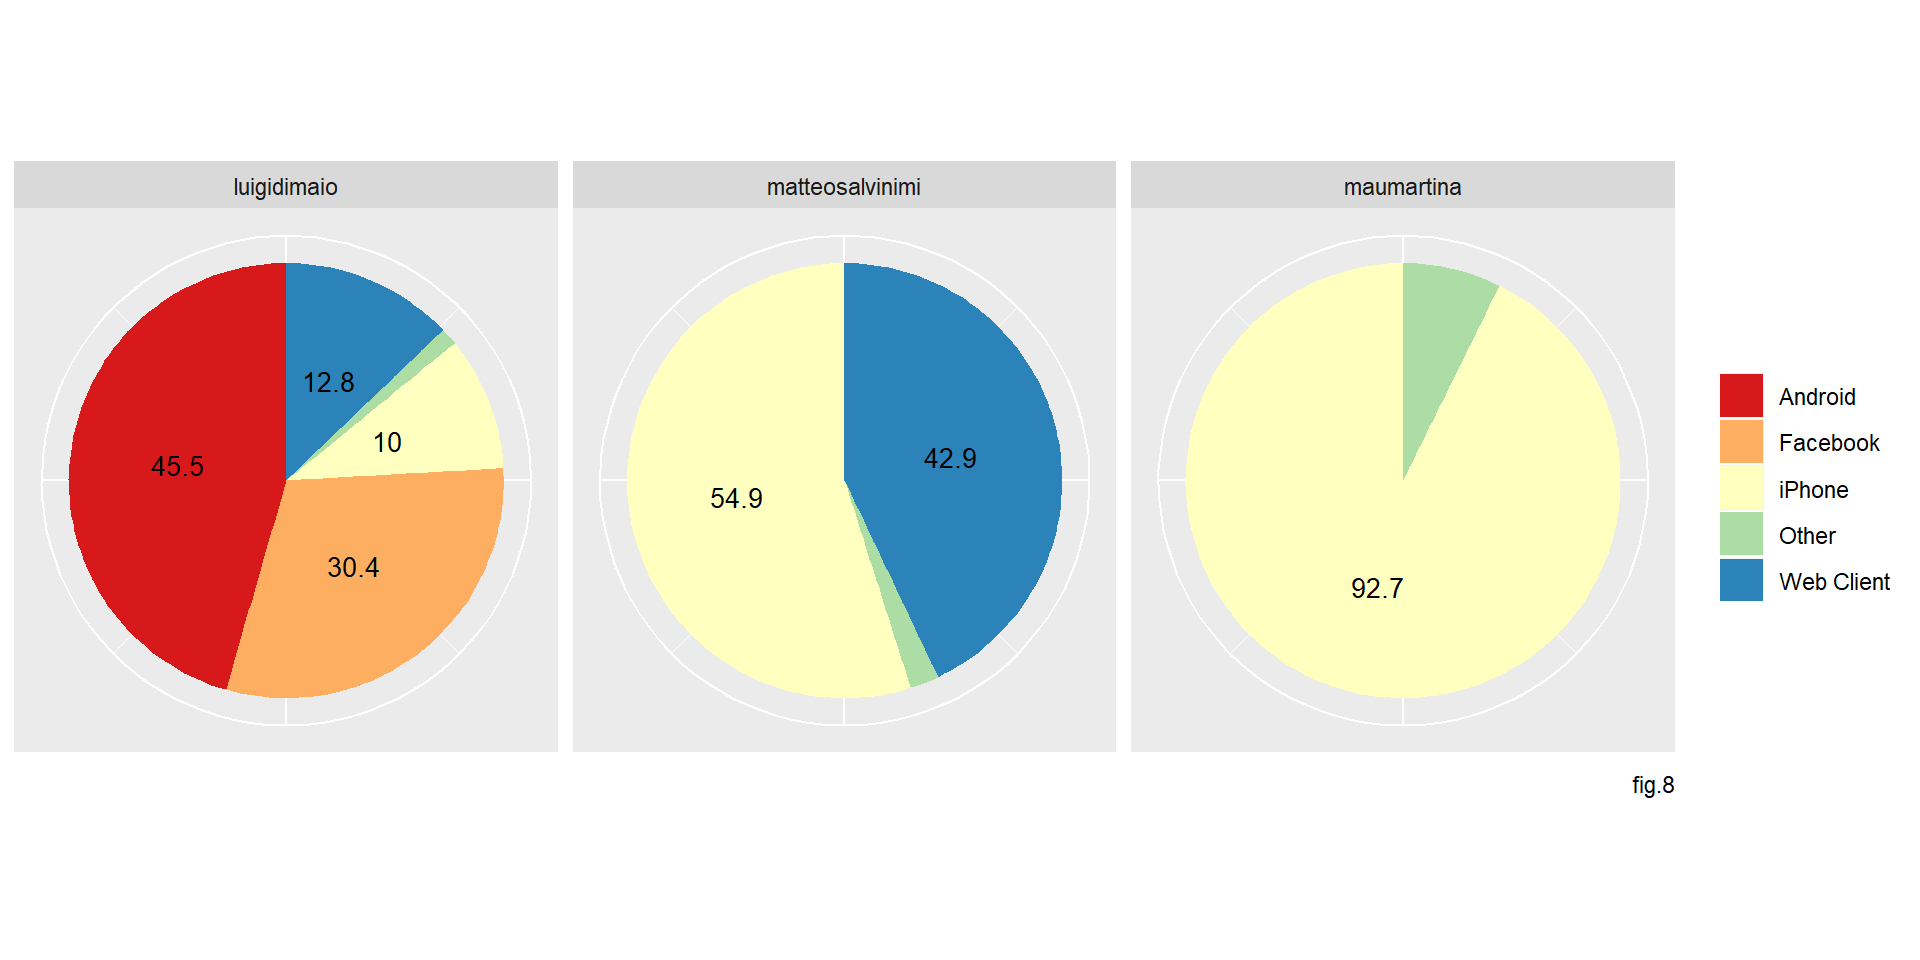 luigidimaio
matteosalvinimi
maumartina
12.8
10
45.5
30.4
42.9
54.9
92.7
Android
Facebook
iPhone
Other
Web Client
fig.8